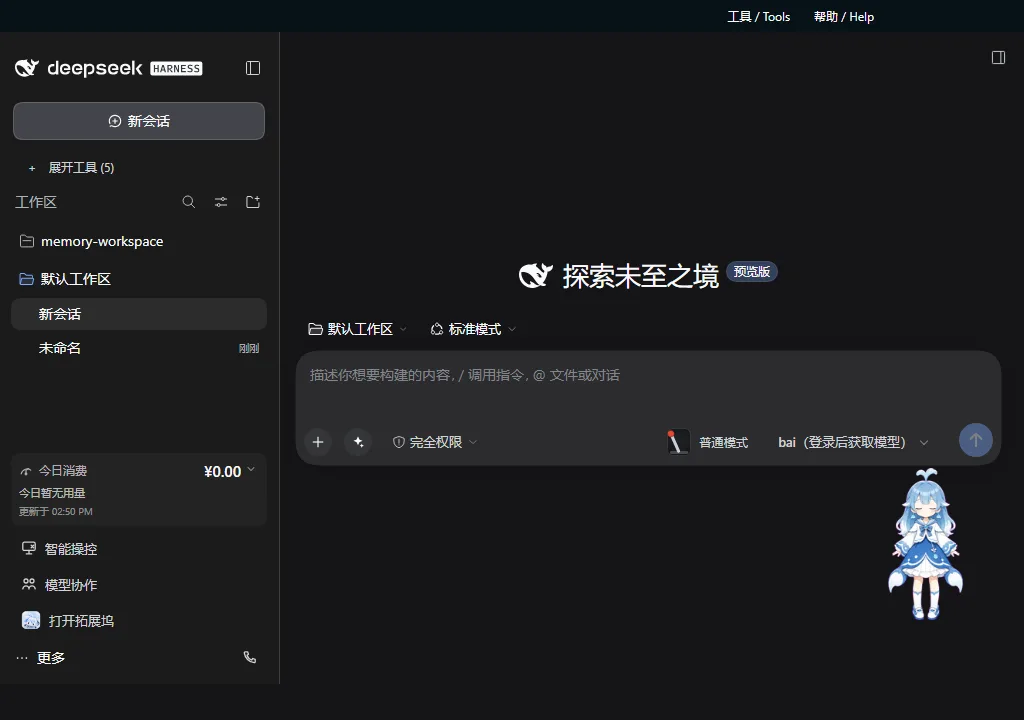 工具 / Tools 帮助 / Help
deepseek HARNESS
新会话
+ 展开工具 (5)
工作区
memory-workspace
默认工作区
新会话
未命名 刚刚
今日消费 ¥0.00
今日暂无用量
更新于 02:50 PM
智能操控
模型协作
打开拓展坞
··· 更多
探索未至之境 预览版
默认工作区 标准模式
描述你想要构建的内容, / 调用指令, @ 文件或对话
完全权限 普通模式 bai（登录后获取模型）